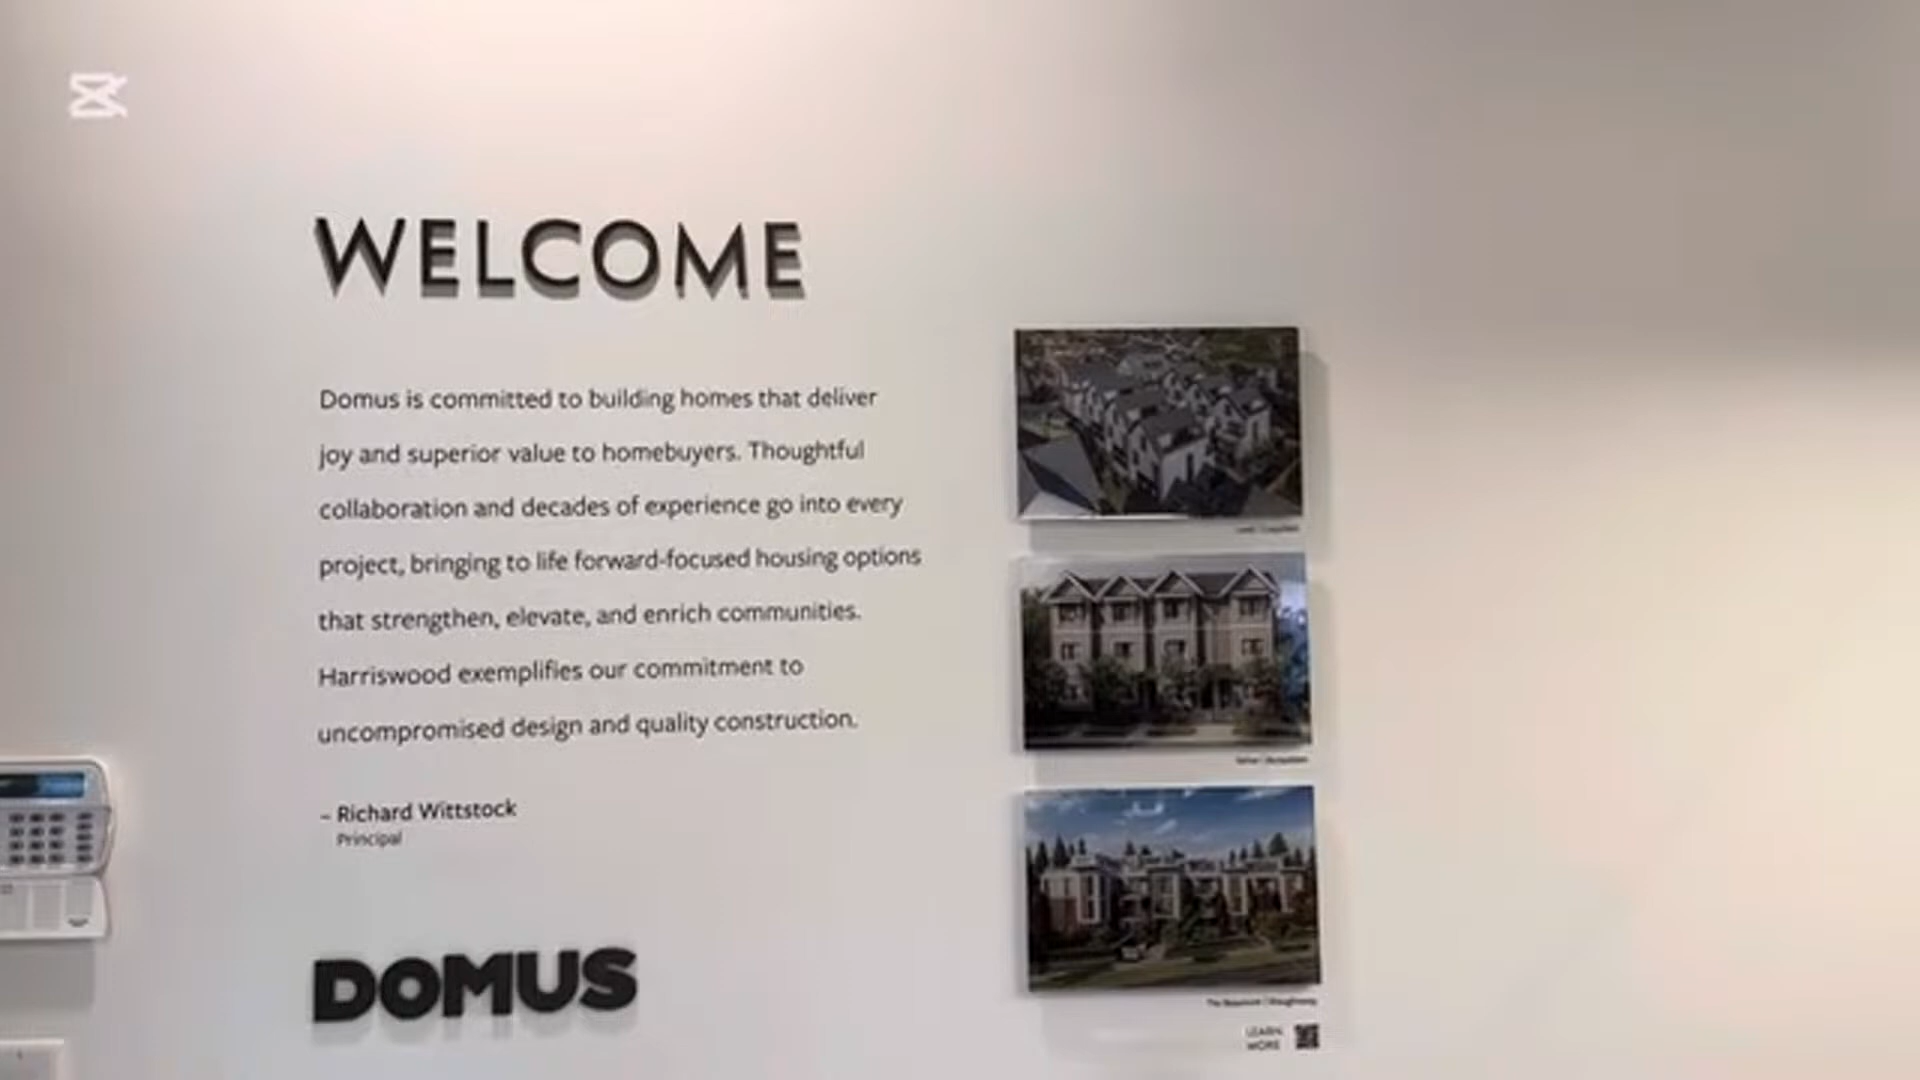 WELCOME
Domus is committed to building homes that deliver
joy and superior value to homebuyers. Thoughtful
collaboration and decades of experience go into every
project, bringing to life forward-focused housing options
that strengthen, elevate, and enrich communities.
Harriswood exemplifies our commitment to
uncompromised design and quality construction.
– Richard Wittstock
Principal
DOMUS
LEARN
MORE